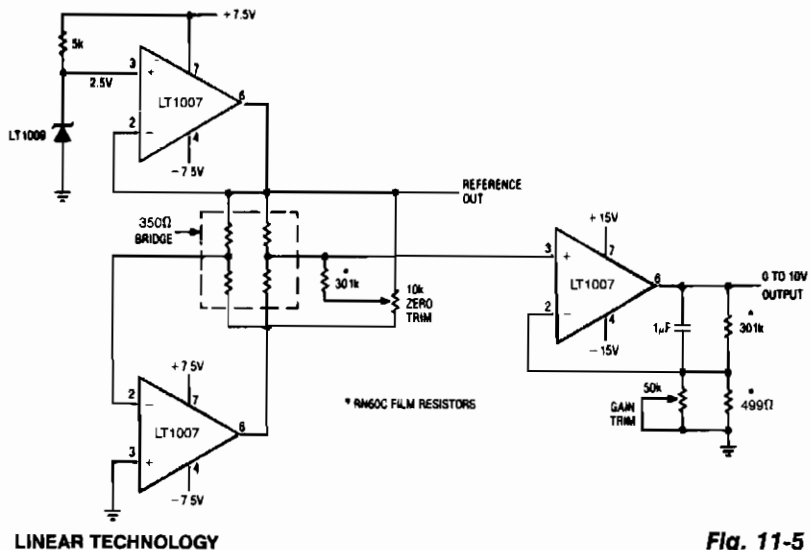 +7.5V
5k
3
+
7
2.5V
LT1007
6
LT1009
2
−
4
−7.5V
REFERENCE
OUT
350Ω
BRIDGE
+15V
3
+
7
*
301k
10k
ZERO
TRIM
LT1007
6
0 TO 10V
OUTPUT
2
−
4
1µF
*
301k
−15V
+7.5V
50k
*
499Ω
GAIN
TRIM
2
−
7
* RN60C FILM RESISTORS
LT1007
6
3
+
4
−7.5V
LINEAR TECHNOLOGY
Fig. 11-5